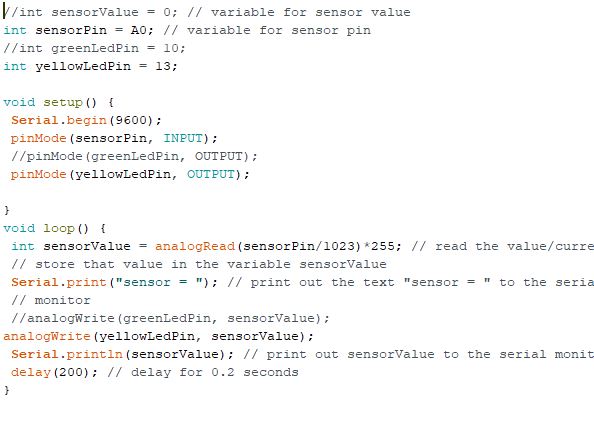 //int sensorValue = 0; // variable for sensor value
int sensorPin = A0; // variable for sensor pin
//int greenLedPin = 10;
int yellowLedPin = 13;

void setup() {
 Serial.begin(9600);
 pinMode(sensorPin, INPUT);
 //pinMode(greenLedPin, OUTPUT);
 pinMode(yellowLedPin, OUTPUT);

}
void loop() {
 int sensorValue = analogRead(sensorPin/1023)*255; // read the value/curre
 // store that value in the variable sensorValue
 Serial.print("sensor = "); // print out the text "sensor = " to the seria
 // monitor
 //analogWrite(greenLedPin, sensorValue);
analogWrite(yellowLedPin, sensorValue);
 Serial.println(sensorValue); // print out sensorValue to the serial monit
 delay(200); // delay for 0.2 seconds
}